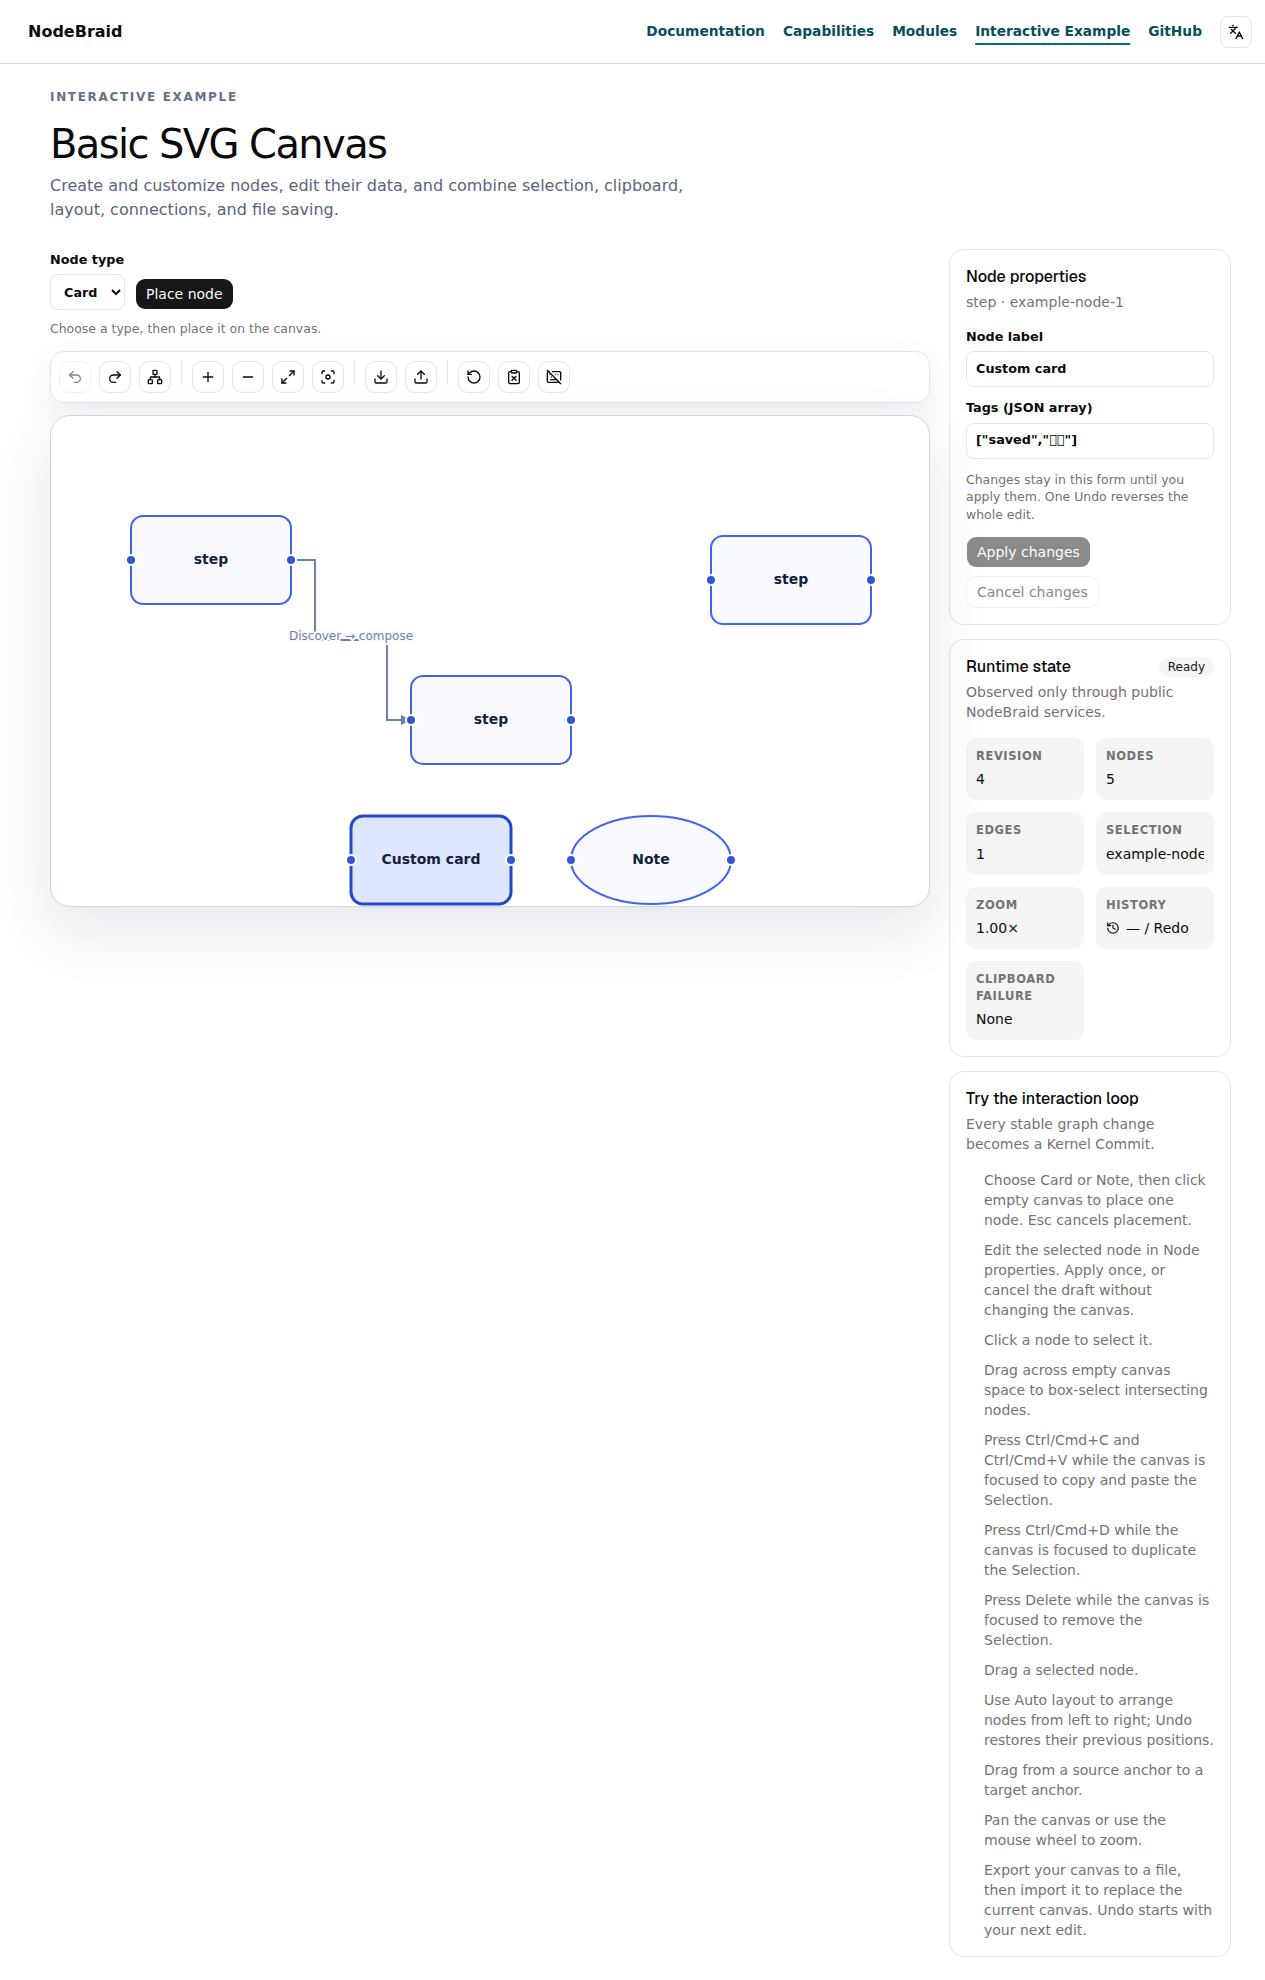 NodeBraid
Documentation Capabilities Modules Interactive Example GitHub
INTERACTIVE EXAMPLE
Basic SVG Canvas
Create and customize nodes, edit their data, and combine selection, clipboard,
layout, connections, and file saving.
Node type
Card
Place node
Choose a type, then place it on the canvas.
step
step
Discover → compose
step
Custom card
Note
Node properties
step · example-node-1
Node label
Custom card
Tags (JSON array)
["saved","▯▯"]
Changes stay in this form until you
apply them. One Undo reverses the
whole edit.
Apply changes
Cancel changes
Runtime state
Ready
Observed only through public
NodeBraid services.
REVISION
4
NODES
5
EDGES
1
SELECTION
example-node
ZOOM
1.00×
HISTORY
— / Redo
CLIPBOARD
FAILURE
None
Try the interaction loop
Every stable graph change
becomes a Kernel Commit.
Choose Card or Note, then click
empty canvas to place one
node. Esc cancels placement.
Edit the selected node in Node
properties. Apply once, or
cancel the draft without
changing the canvas.
Click a node to select it.
Drag across empty canvas
space to box-select intersecting
nodes.
Press Ctrl/Cmd+C and
Ctrl/Cmd+V while the canvas is
focused to copy and paste the
Selection.
Press Ctrl/Cmd+D while the
canvas is focused to duplicate
the Selection.
Press Delete while the canvas is
focused to remove the
Selection.
Drag a selected node.
Use Auto layout to arrange
nodes from left to right; Undo
restores their previous positions.
Drag from a source anchor to a
target anchor.
Pan the canvas or use the
mouse wheel to zoom.
Export your canvas to a file,
then import it to replace the
current canvas. Undo starts with
your next edit.